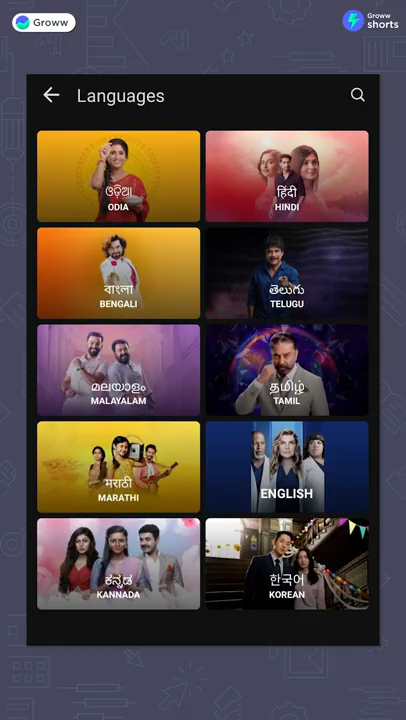 Groww
Groww
shorts
Languages
ଓଡ଼ିଆ
ODIA
हिंदी
HINDI
বাংলা
BENGALI
తెలుగు
TELUGU
മലയാളം
MALAYALAM
தமிழ்
TAMIL
मराठी
MARATHI
ENGLISH
ಕನ್ನಡ
KANNADA
한국어
KOREAN